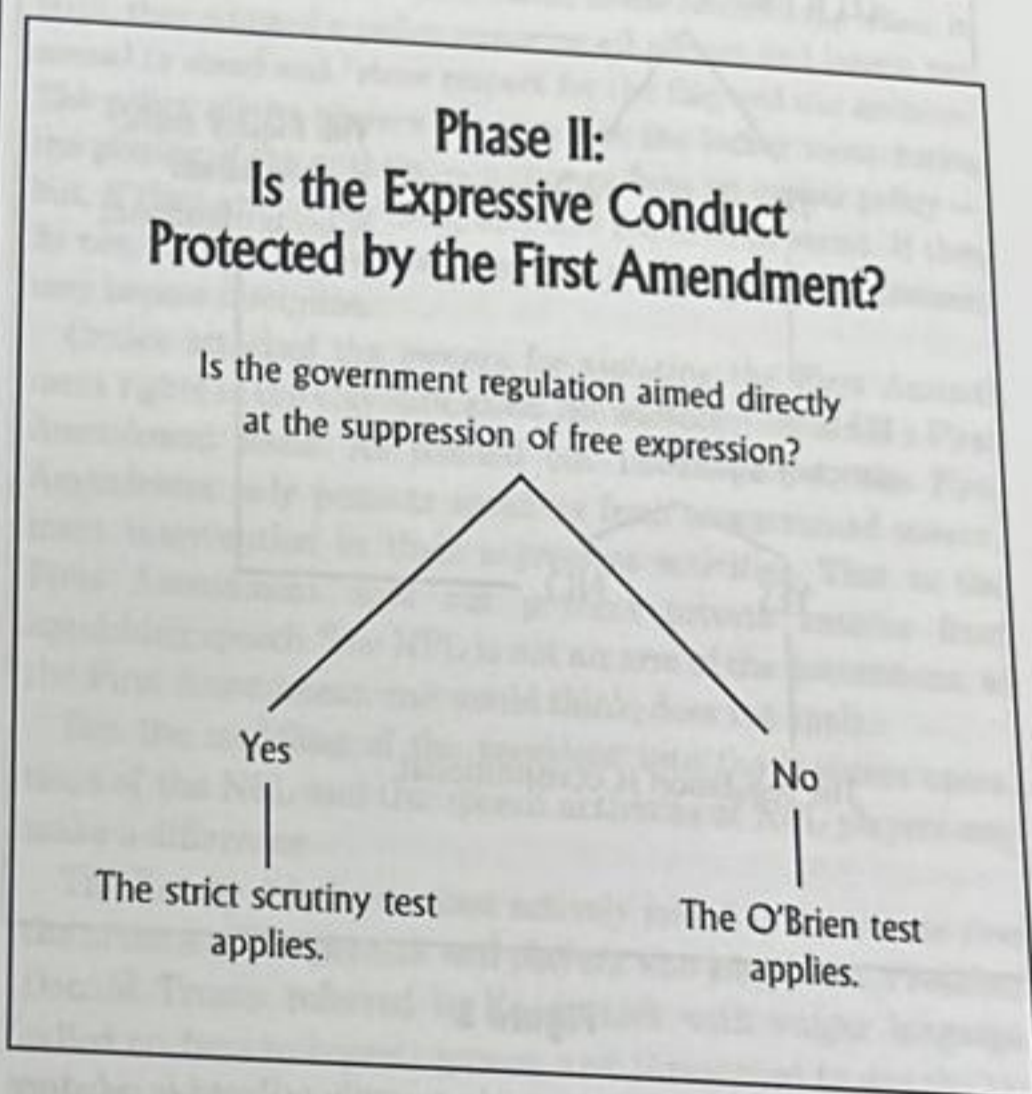 Phase II:
Is the Expressive Conduct
Protected by the First Amendment?
Is the government regulation aimed directly
at the suppression of free expression?
Yes
No
The strict scrutiny test
applies.
The O'Brien test
applies.